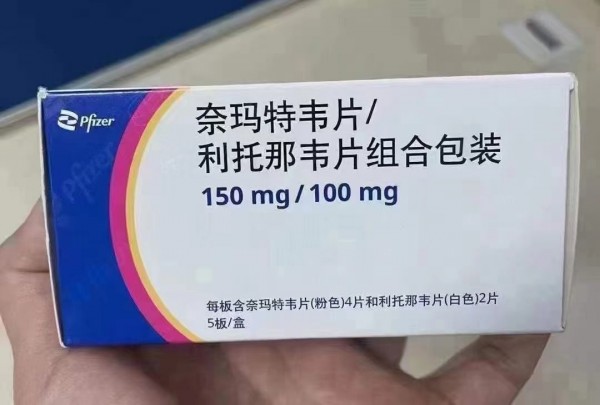 Pfizer
奈玛特韦片/
利托那韦片组合包装
150 mg/100 mg
每板含奈玛特韦片(粉色)4片和利托那韦片(白色)2片
5板/盒